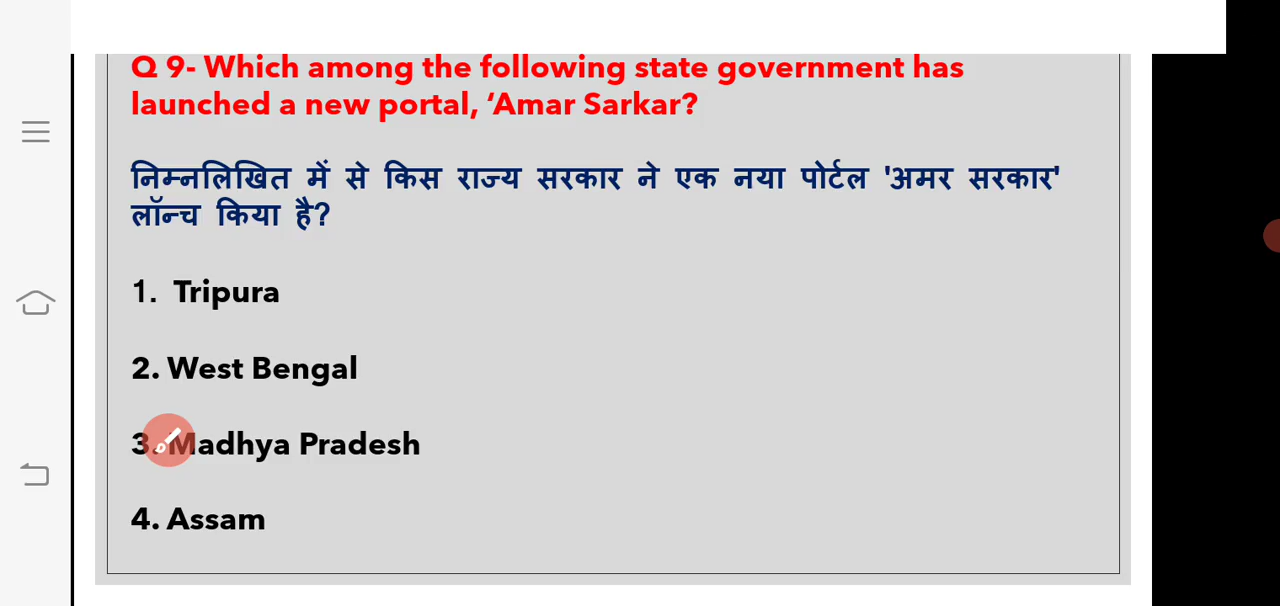 Q 9- Which among the following state government has
launched a new portal, ‘Amar Sarkar?
निम्नलिखित में से किस राज्य सरकार ने एक नया पोर्टल 'अमर सरकार'
लॉन्च किया है?
1. Tripura
2. West Bengal
3. Madhya Pradesh
4. Assam